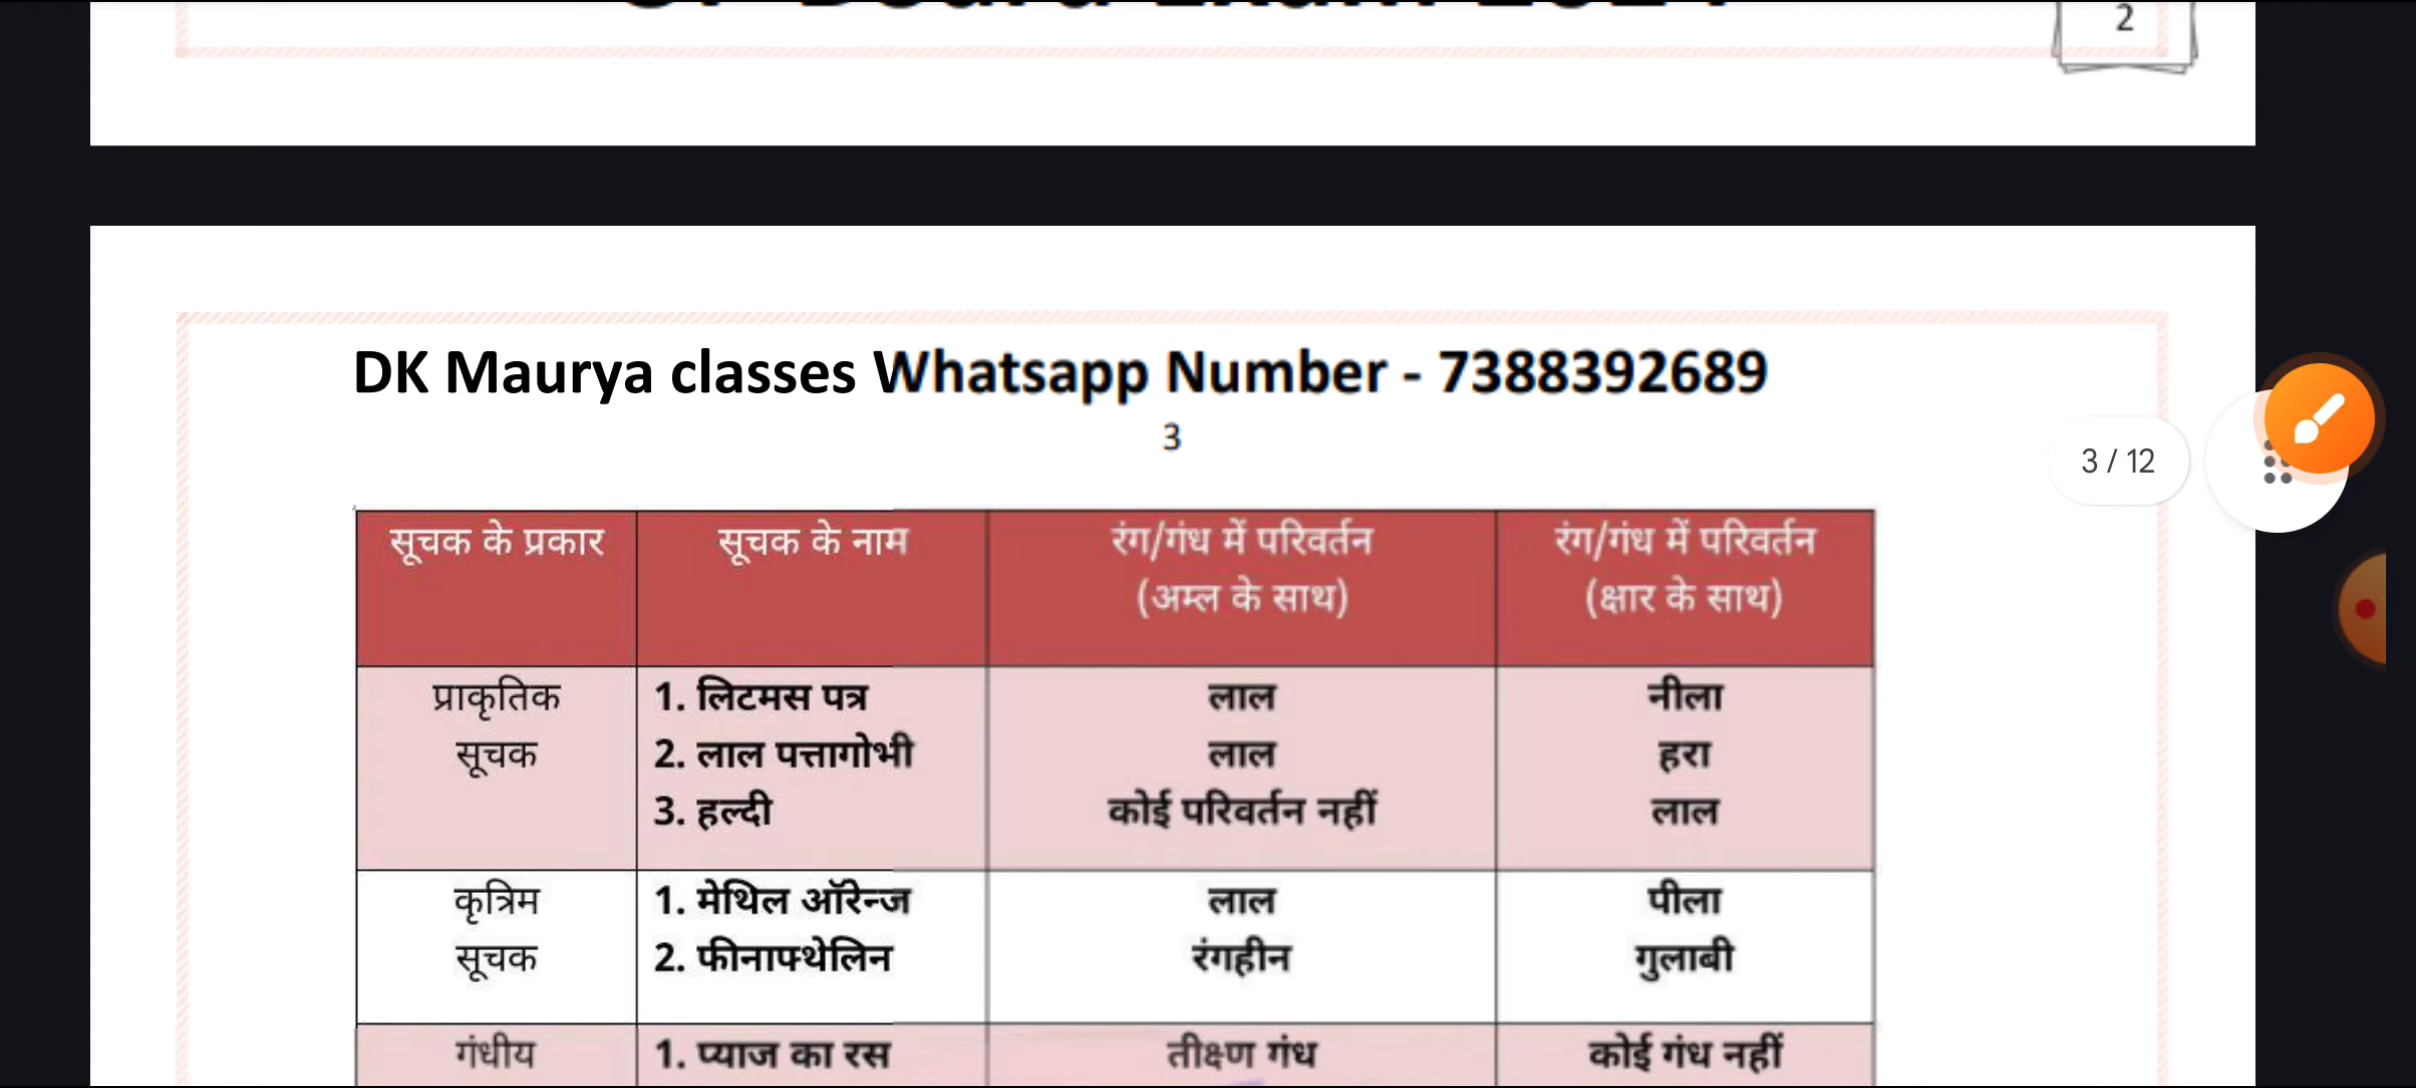 2
DK Maurya classes Whatsapp Number - 7388392689
3
3 / 12
सूचक के प्रकार सूचक के नाम रंग/गंध में परिवर्तन रंग/गंध में परिवर्तन
(अम्ल के साथ) (क्षार के साथ)
प्राकृतिक 1. लिटमस पत्र लाल नीला
सूचक 2. लाल पत्तागोभी लाल हरा
3. हल्दी कोई परिवर्तन नहीं लाल
कृत्रिम 1. मेथिल ऑरेन्ज लाल पीला
सूचक 2. फीनाफ्थेलिन रंगहीन गुलाबी
गंधीय 1. प्याज का रस तीक्ष्ण गंध कोई गंध नहीं